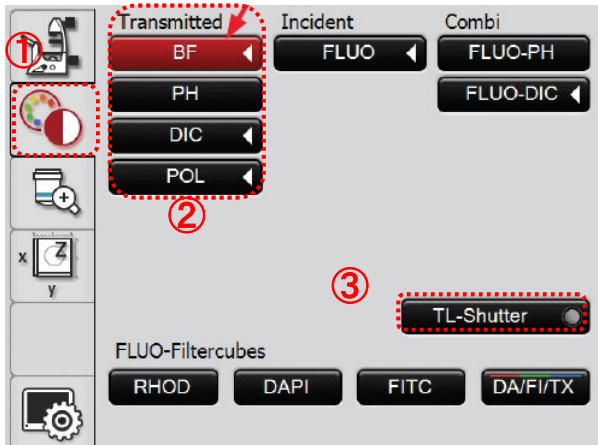 Transmitted Incident Combi
① BF FLUO FLUO-PH
PH FLUO-DIC
DIC
POL
②
x Z
y
③
TL-Shutter
FLUO-Filtercubes
RHOD DAPI FITC DA/FI/TX